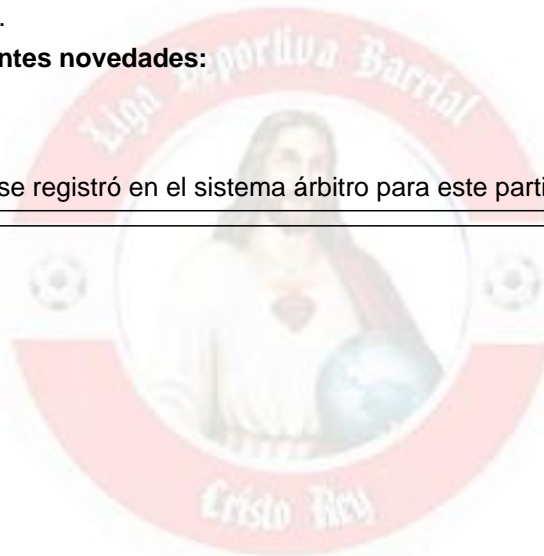 .
ntes novedades:
Liga Deportiva Barrial
se registró en el sistema árbitro para este parti
Cristo Rey